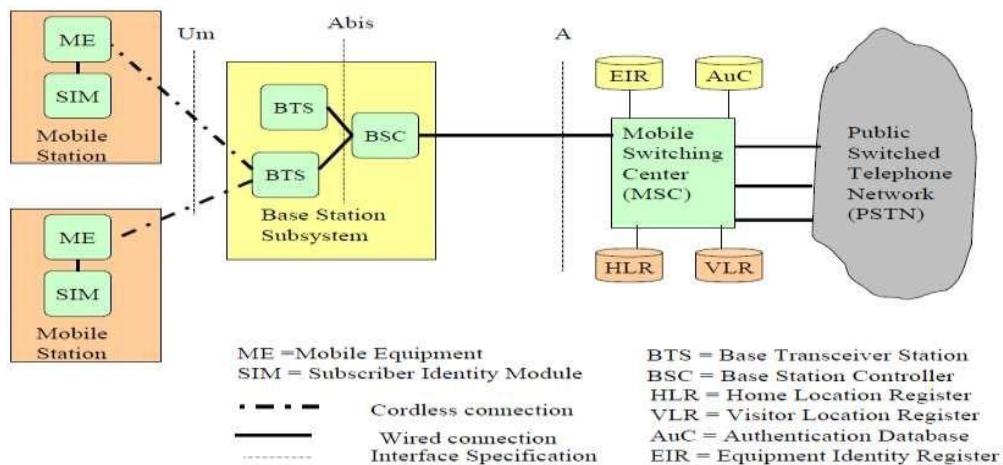 ME
SIM
Mobile
Station
ME
SIM
Mobile
Station
Um
Abis
BTS
BTS
BSC
Base Station
Subsystem
A
EIR
AuC
Mobile
Switching
Center
(MSC)
HLR
VLR
Public
Switched
Telephone
Network
(PSTN)
ME =Mobile Equipment
SIM = Subscriber Identity Module
Cordless connection
Wired connection
Interface Specification
BTS = Base Transceiver Station
BSC = Base Station Controller
HLR = Home Location Register
VLR = Visitor Location Register
AuC = Authentication Database
EIR = Equipment Identity Register